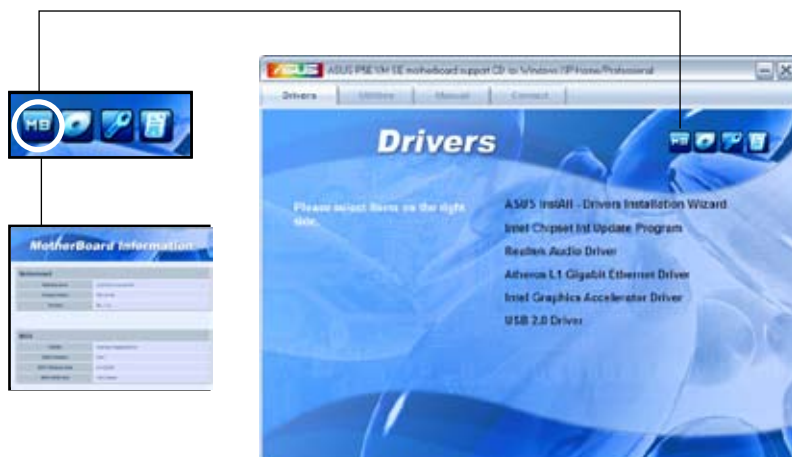 MB
MotherBoard Information
ASUS
ASUS P5E-VM SE motherboard support CD for Windows XP Home/Professional
Drivers
Utilities
Manual
Contact
Drivers
MB
Please select items on the right
side.
ASUS InstAll - Drivers Installation Wizard
Intel Chipset Inf Update Program
Realtek Audio Driver
Atheros L1 Gigabit Ethernet Driver
Intel Graphics Accelerator Driver
USB 2.0 Driver